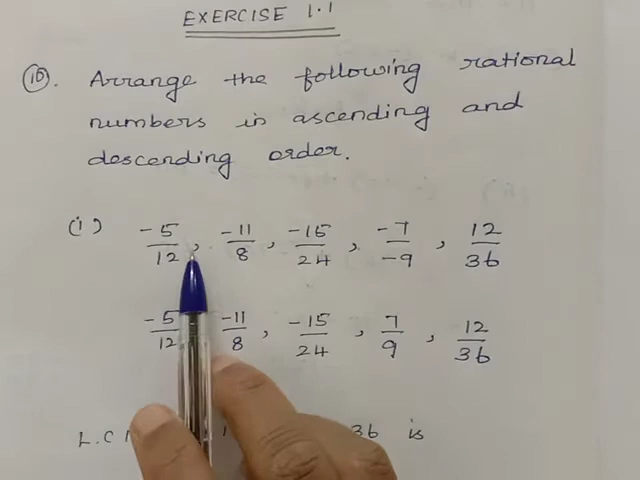 EXERCISE 1.1
10. Arrange the following rational
numbers in ascending and
descending order.
(i) -5/12, -11/8, -15/24, -7/-9, 12/36
-5/12 -11/8, -15/24, 7/9, 12/36
L.C 36 is